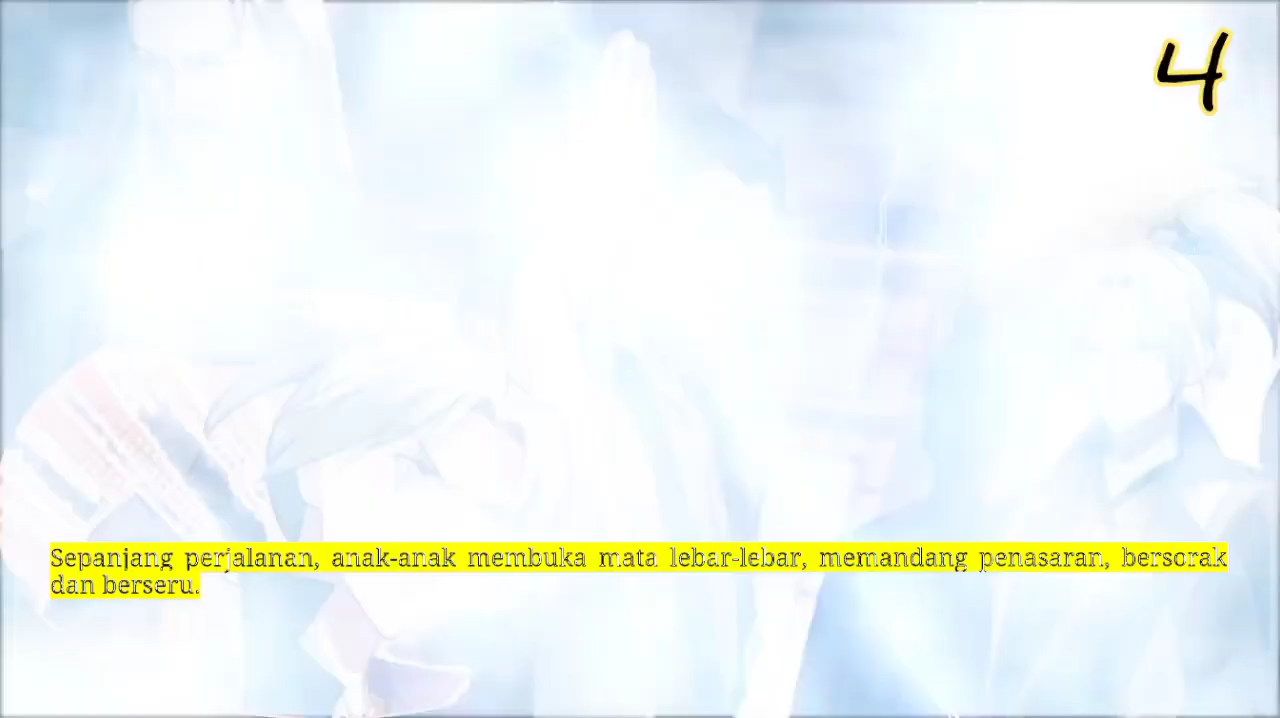 4
Sepanjang perjalanan, anak-anak membuka mata lebar-lebar, memandang penasaran, bersorak
dan berseru.